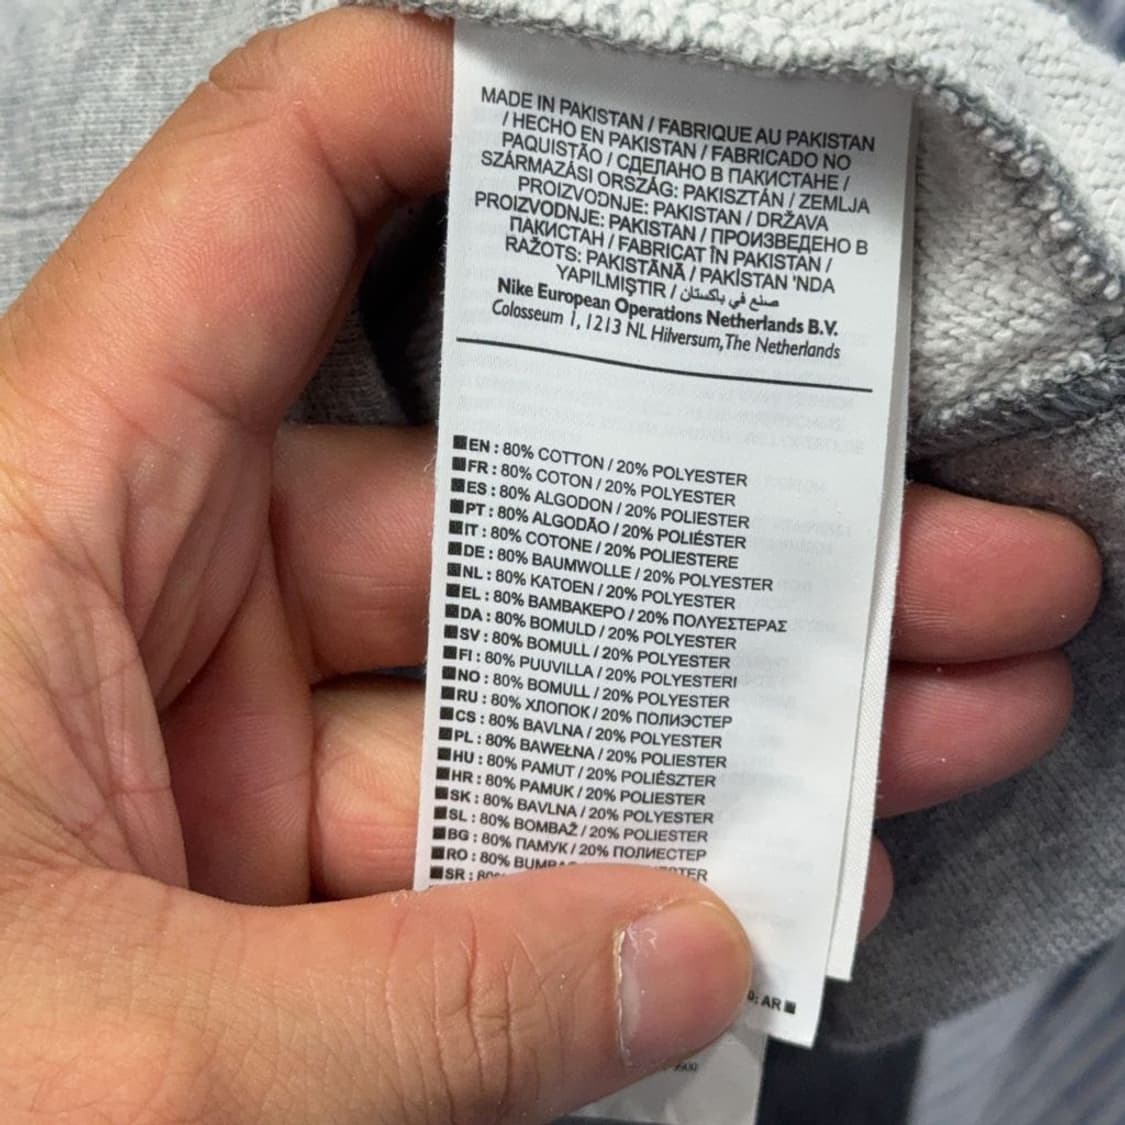 MADE IN PAKISTAN / FABRIQUE AU PAKISTAN
/ HECHO EN PAKISTAN / FABRICADO NO
PAQUISTÃO / СДЕЛАНО В ПАКИСТАНЕ /
SZÁRMAZÁSI ORSZÁG: PAKISZTÁN / ZEMLJA
PROIZVODNJE: PAKISTAN / DRŽAVA
PROIZVODNJE: PAKISTAN / ПРОИЗВЕДЕНО В
ПАКИСТАН / FABRICAT ÎN PAKISTAN /
RAŽOTS: PAKISTĀNĀ / PAKİSTAN 'NDA
YAPILMIŞTIR / صنع في باكستان
Nike European Operations Netherlands B.V.
Colosseum 1, 1213 NL Hilversum, The Netherlands
EN : 80% COTTON / 20% POLYESTER
FR : 80% COTON / 20% POLYESTER
ES : 80% ALGODON / 20% POLIESTER
PT : 80% ALGODÃO / 20% POLIÉSTER
IT : 80% COTONE / 20% POLIESTERE
DE : 80% BAUMWOLLE / 20% POLYESTER
NL : 80% KATOEN / 20% POLYESTER
EL : 80% ΒΑΜΒΑΚΕΡΟ / 20% ΠΟΛΥΕΣΤΕΡΑΣ
DA : 80% BOMULD / 20% POLYESTER
SV : 80% BOMULL / 20% POLYESTER
FI : 80% PUUVILLA / 20% POLYESTERI
NO : 80% BOMULL / 20% POLYESTER
RU : 80% ХЛОПОК / 20% ПОЛИЭСТЕР
CS : 80% BAVLNA / 20% POLYESTER
PL : 80% BAWEŁNA / 20% POLIESTER
HU : 80% PAMUT / 20% POLIÉSZTER
HR : 80% PAMUK / 20% POLIESTER
SK : 80% BAVLNA / 20% POLYESTER
SL : 80% BOMBAŽ / 20% POLIESTER
BG : 80% ПАМУК / 20% ПОЛИЕСТЕР
RO : 80%
SR :
AR